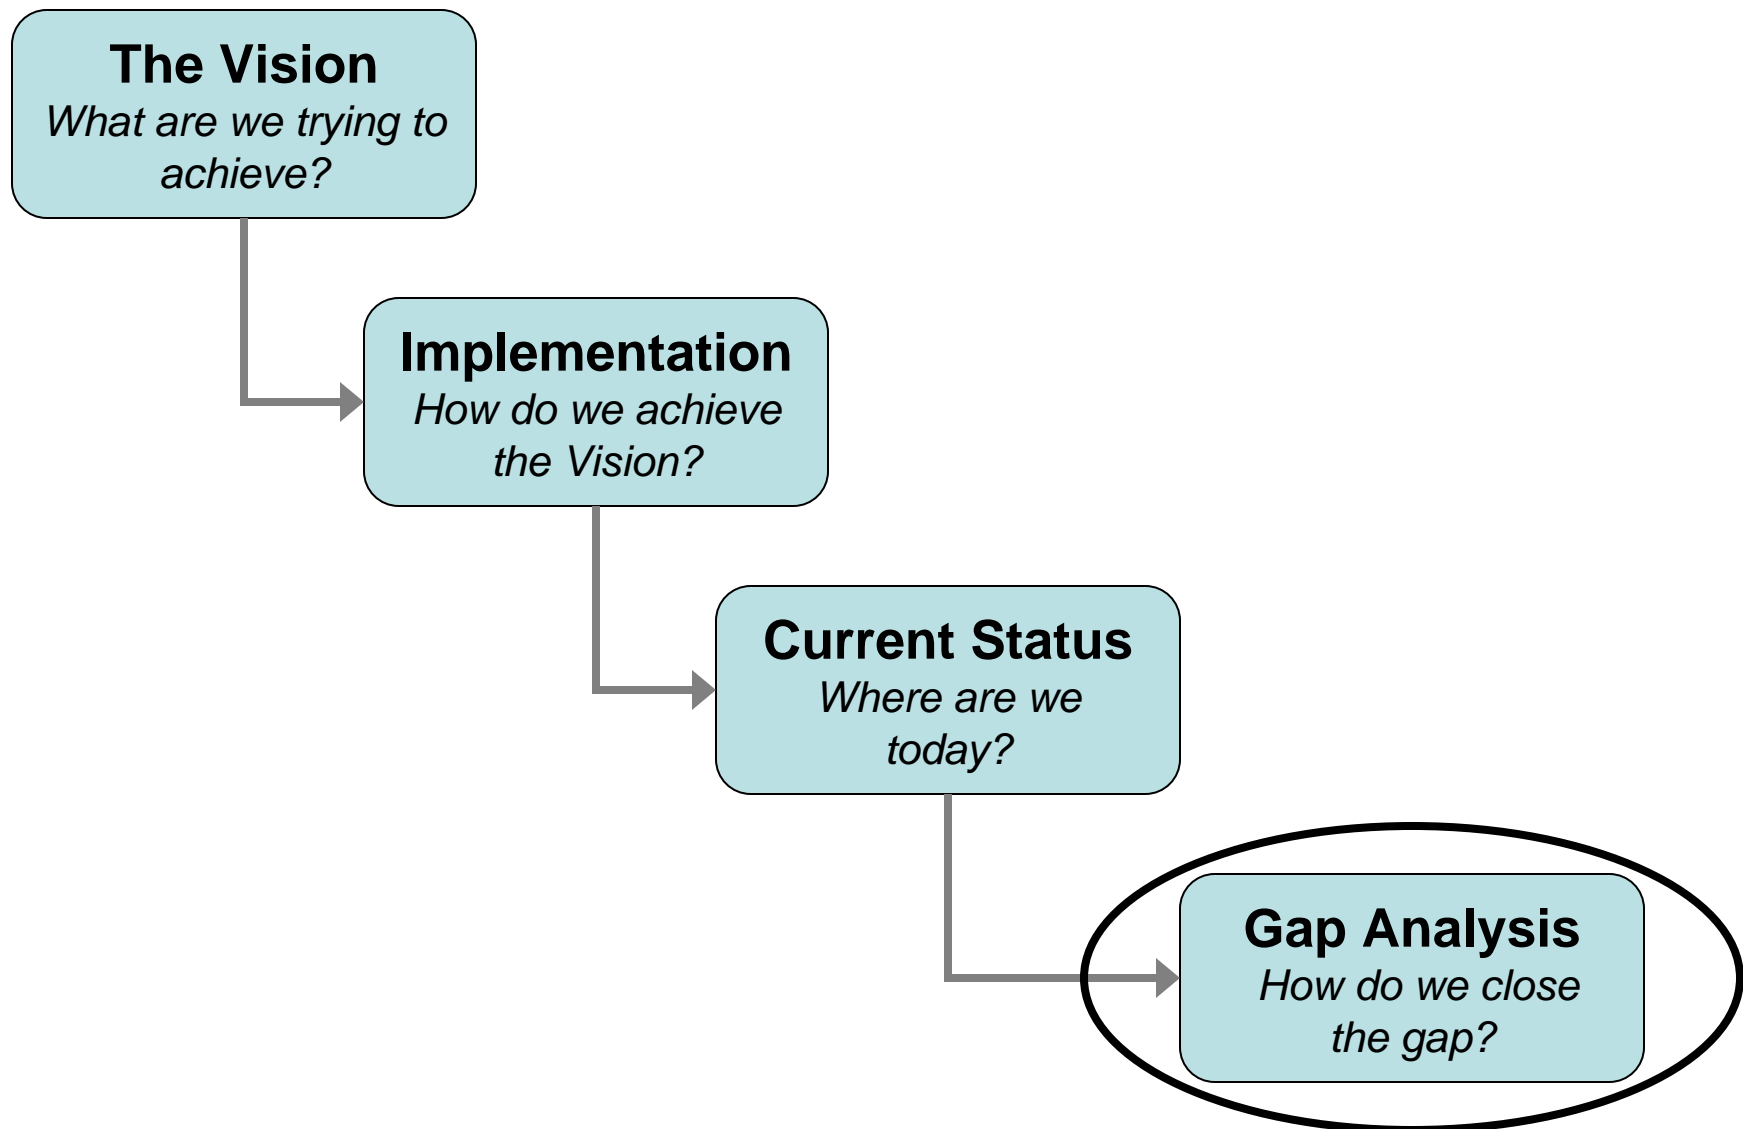 The Vision
What are we trying to
achieve?
Implementation
How do we achieve
the Vision?
Current Status
Where are we
today?
Gap Analysis
How do we close
the gap?